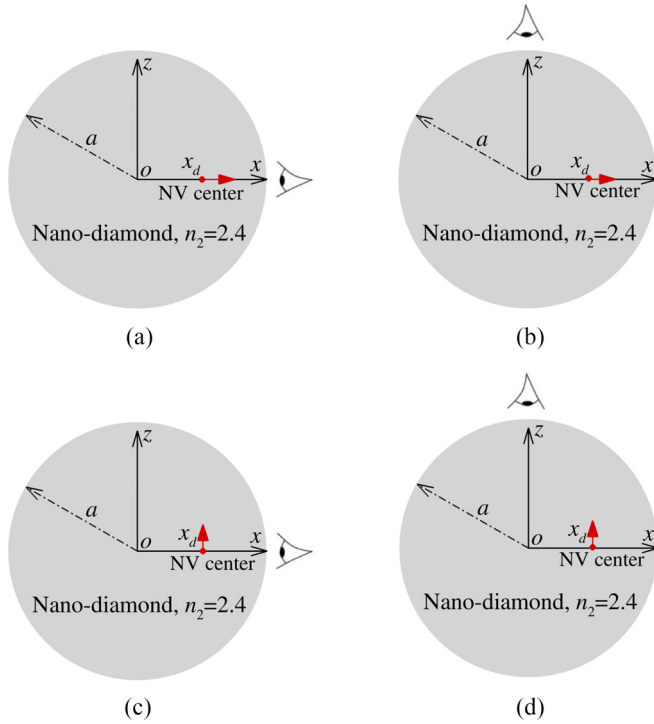 z
a
o
x_d
x
NV center
Nano-diamond, n_2=2.4
(a)
z
a
o
x_d
x
NV center
Nano-diamond, n_2=2.4
(b)
z
a
o
x_d
x
NV center
Nano-diamond, n_2=2.4
(c)
z
a
o
x_d
x
NV center
Nano-diamond, n_2=2.4
(d)